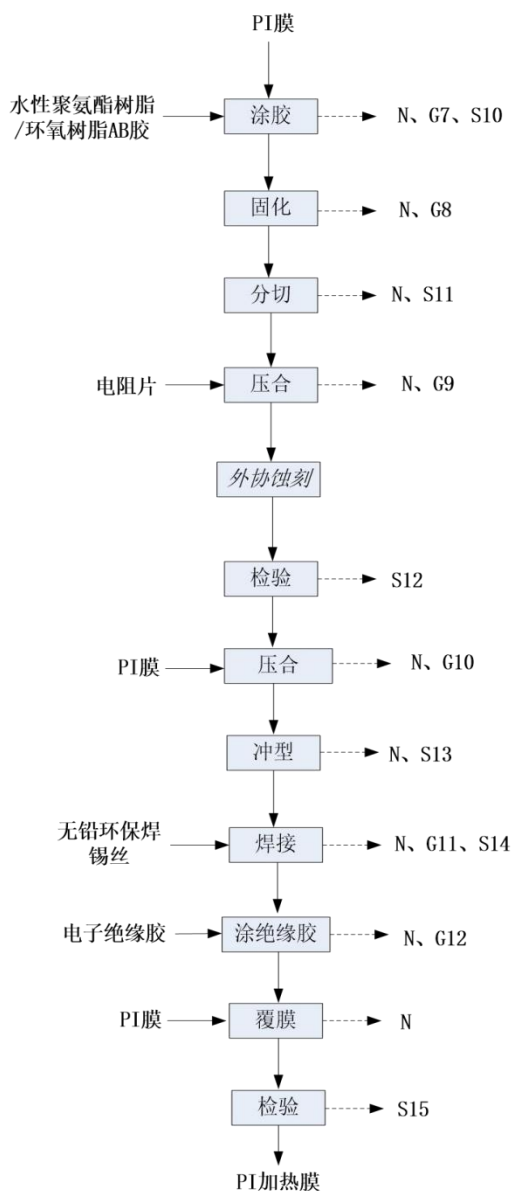 PI膜
水性聚氨酯树脂
/环氧树脂AB胶
涂胶
N、G7、S10
固化
N、G8
分切
N、S11
电阻片
压合
N、G9
外协蚀刻
检验
S12
PI膜
压合
N、G10
冲型
N、S13
无铅环保焊
锡丝
焊接
N、G11、S14
电子绝缘胶
涂绝缘胶
N、G12
PI膜
覆膜
N
检验
S15
PI加热膜